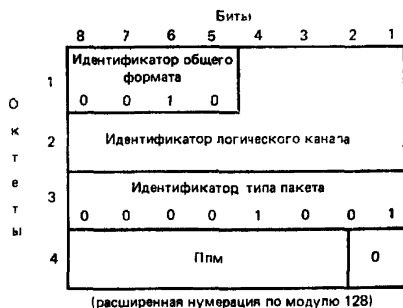 Биты
8 7 6 5 4 3 2 1
Идентификатор общего
формата
1
0 0 1 0
Октеты
2 Идентификатор логического канала
Идентификатор типа пакета
3
0 0 0 0 1 0 0 1
4 Ппм 0
(расширенная нумерация по модулю 128)